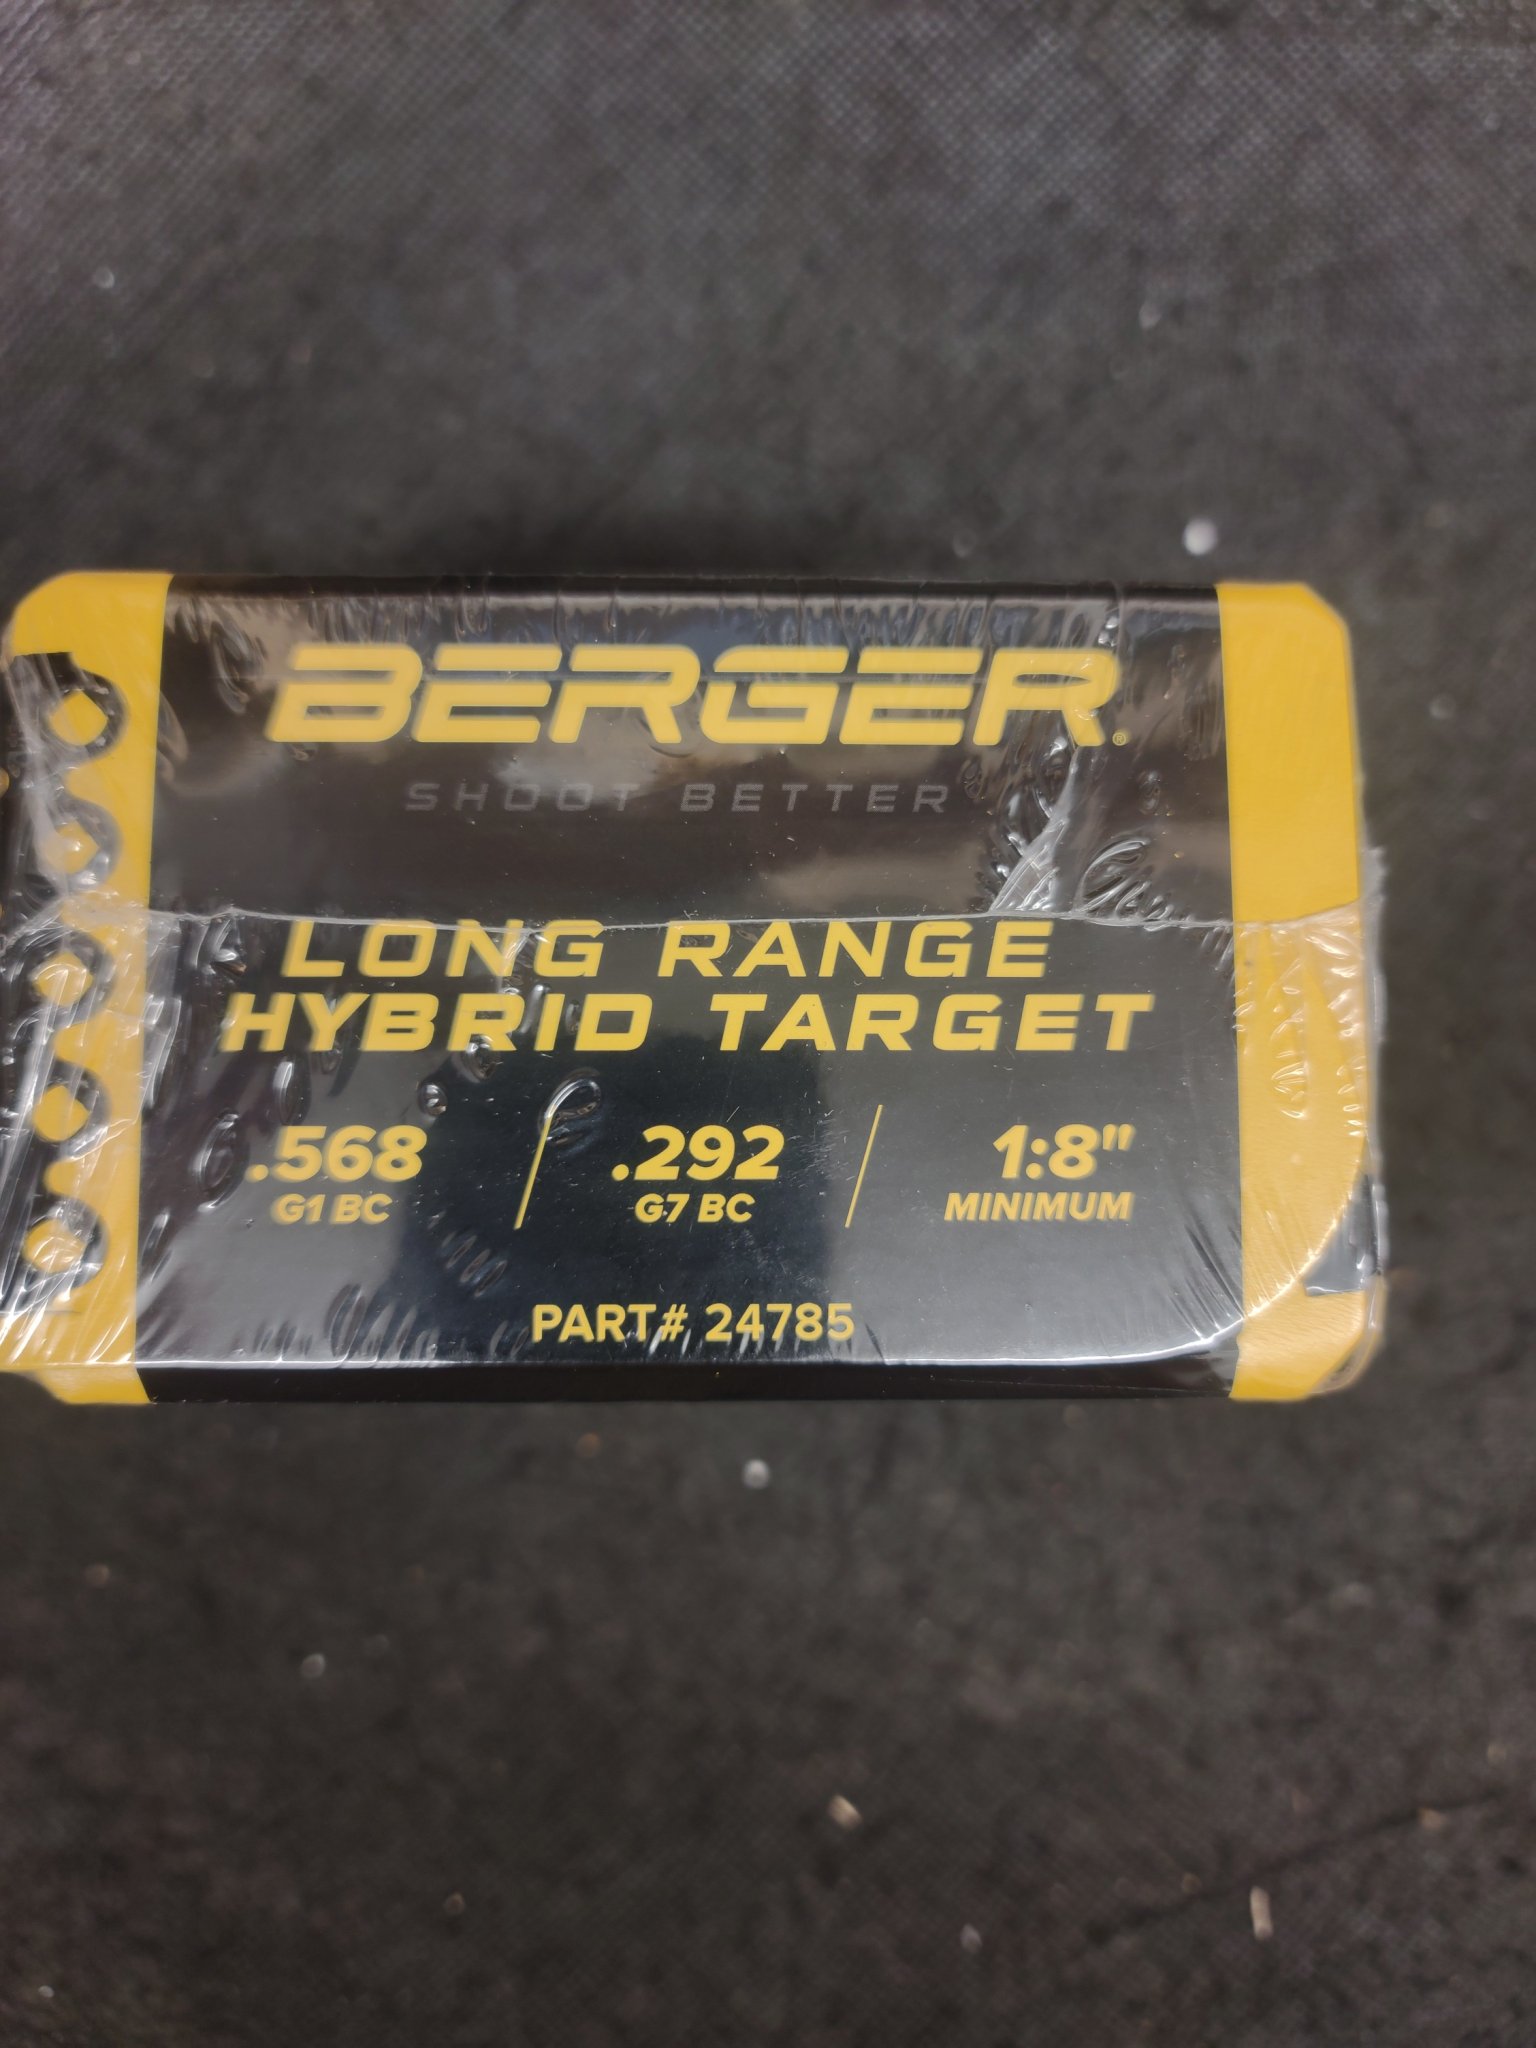 BERGER®
SHOOT BETTER
LONG RANGE
HYBRID TARGET
.568 / .292 / 1:8"
G1 BC G7 BC MINIMUM
PART# 24785